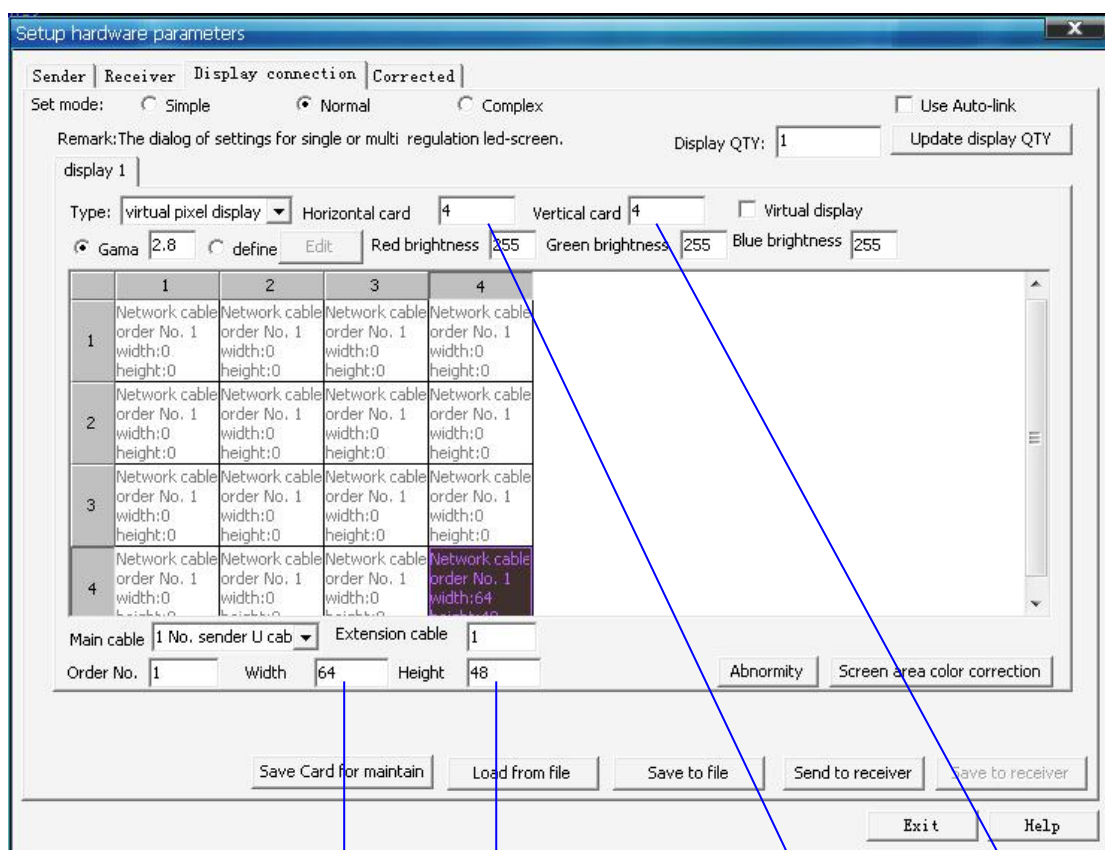 Setup hardware parameters X
Sender Receiver Display connection Corrected
Set mode: Simple Normal Complex Use Auto-link
Remark:The dialog of settings for single or multi regulation led-screen. Display QTY: 1 Update display QTY
display 1
Type: virtual pixel display Horizontal card 4 Vertical card 4 Virtual display
Gama 2.8 define Edit Red brightness 255 Green brightness 255 Blue brightness 255
1 2 3 4
Network cable Network cable Network cable Network cable
order No. 1 order No. 1 order No. 1 order No. 1
1
width:0 width:0 width:0 width:0
height:0 height:0 height:0 height:0
Network cable Network cable Network cable Network cable
order No. 1 order No. 1 order No. 1 order No. 1
2
width:0 width:0 width:0 width:0
height:0 height:0 height:0 height:0
Network cable Network cable Network cable Network cable
order No. 1 order No. 1 order No. 1 order No. 1
3
width:0 width:0 width:0 width:0
height:0 height:0 height:0 height:0
Network cable Network cable Network cable Network cable
order No. 1 order No. 1 order No. 1 order No. 1
4
width:0 width:0 width:0 width:64
Main cable 1 No. sender U cab Extension cable 1
Order No. 1 Width 64 Height 48 Abnormity Screen area color correction
Save Card for maintain Load from file Save to file Send to receiver Save to receiver
Exit Help